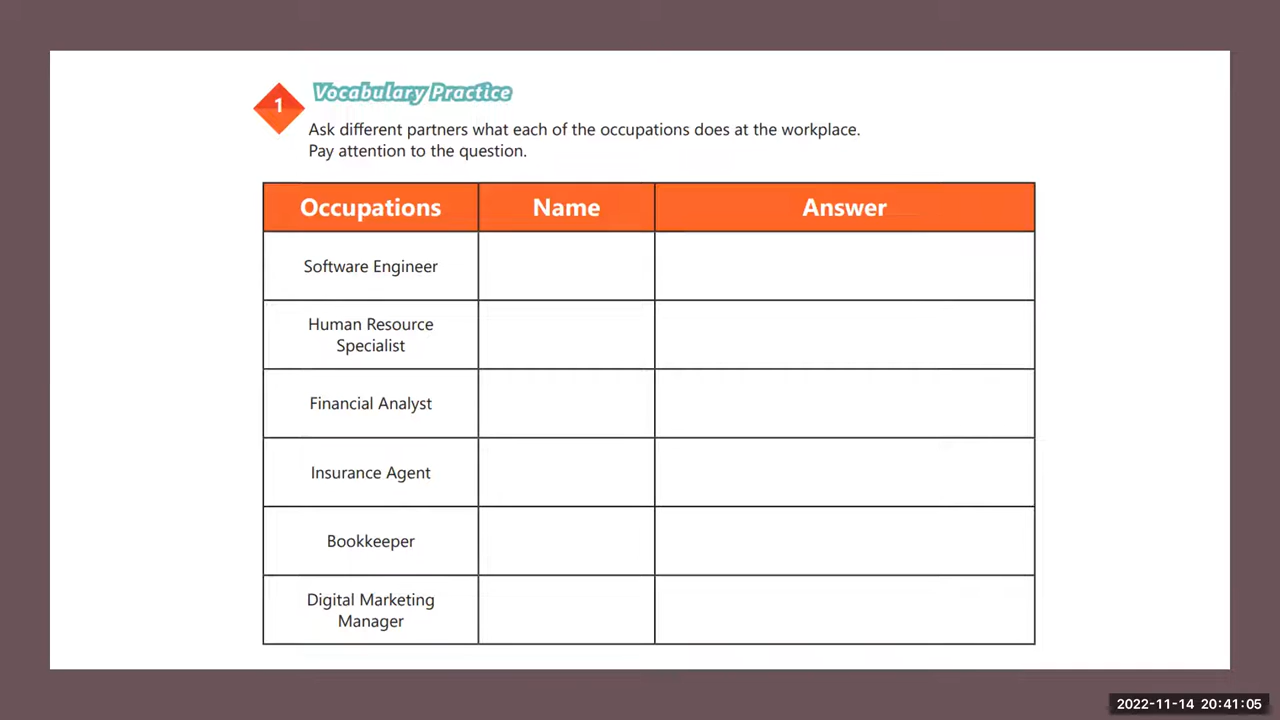 1
Vocabulary Practice
Ask different partners what each of the occupations does at the workplace.
Pay attention to the question.
Occupations Name Answer
Software Engineer
Human Resource
Specialist
Financial Analyst
Insurance Agent
Bookkeeper
Digital Marketing
Manager
2022-11-14 20:41:05